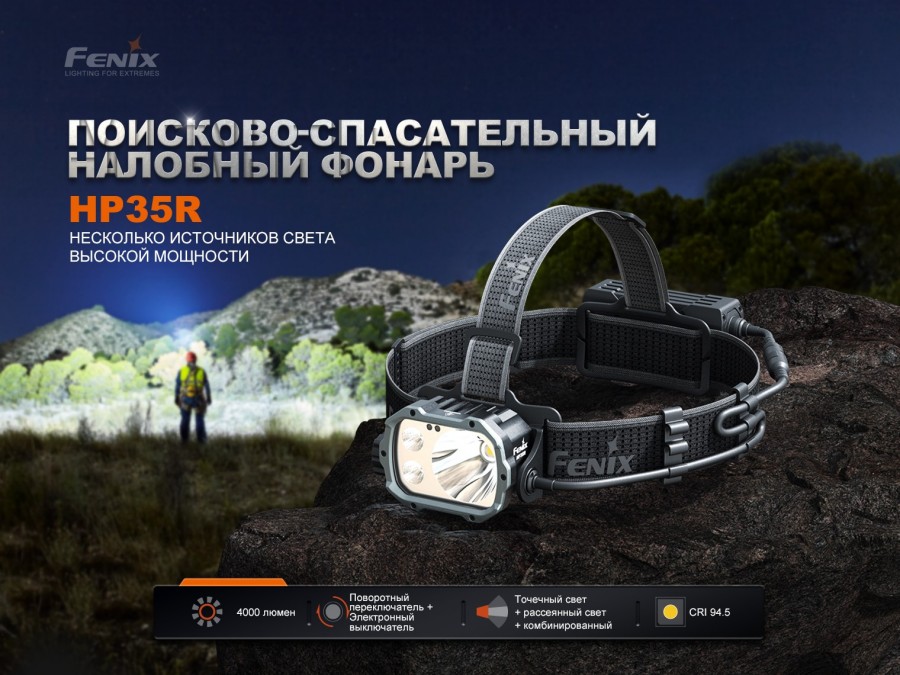 FENIX
LIGHTING FOR EXTREMES
ПОИСКОВО-СПАСАТЕЛЬНЫЙ
НАЛОБНЫЙ ФОНАРЬ
HP35R
НЕСКОЛЬКО ИСТОЧНИКОВ СВЕТА
ВЫСОКОЙ МОЩНОСТИ
FENIX
FENIX
4000 люмен
Поворотный
переключатель +
Электронный
выключатель
Точечный свет
+ рассеянный свет
+ комбинированный
CRI 94.5